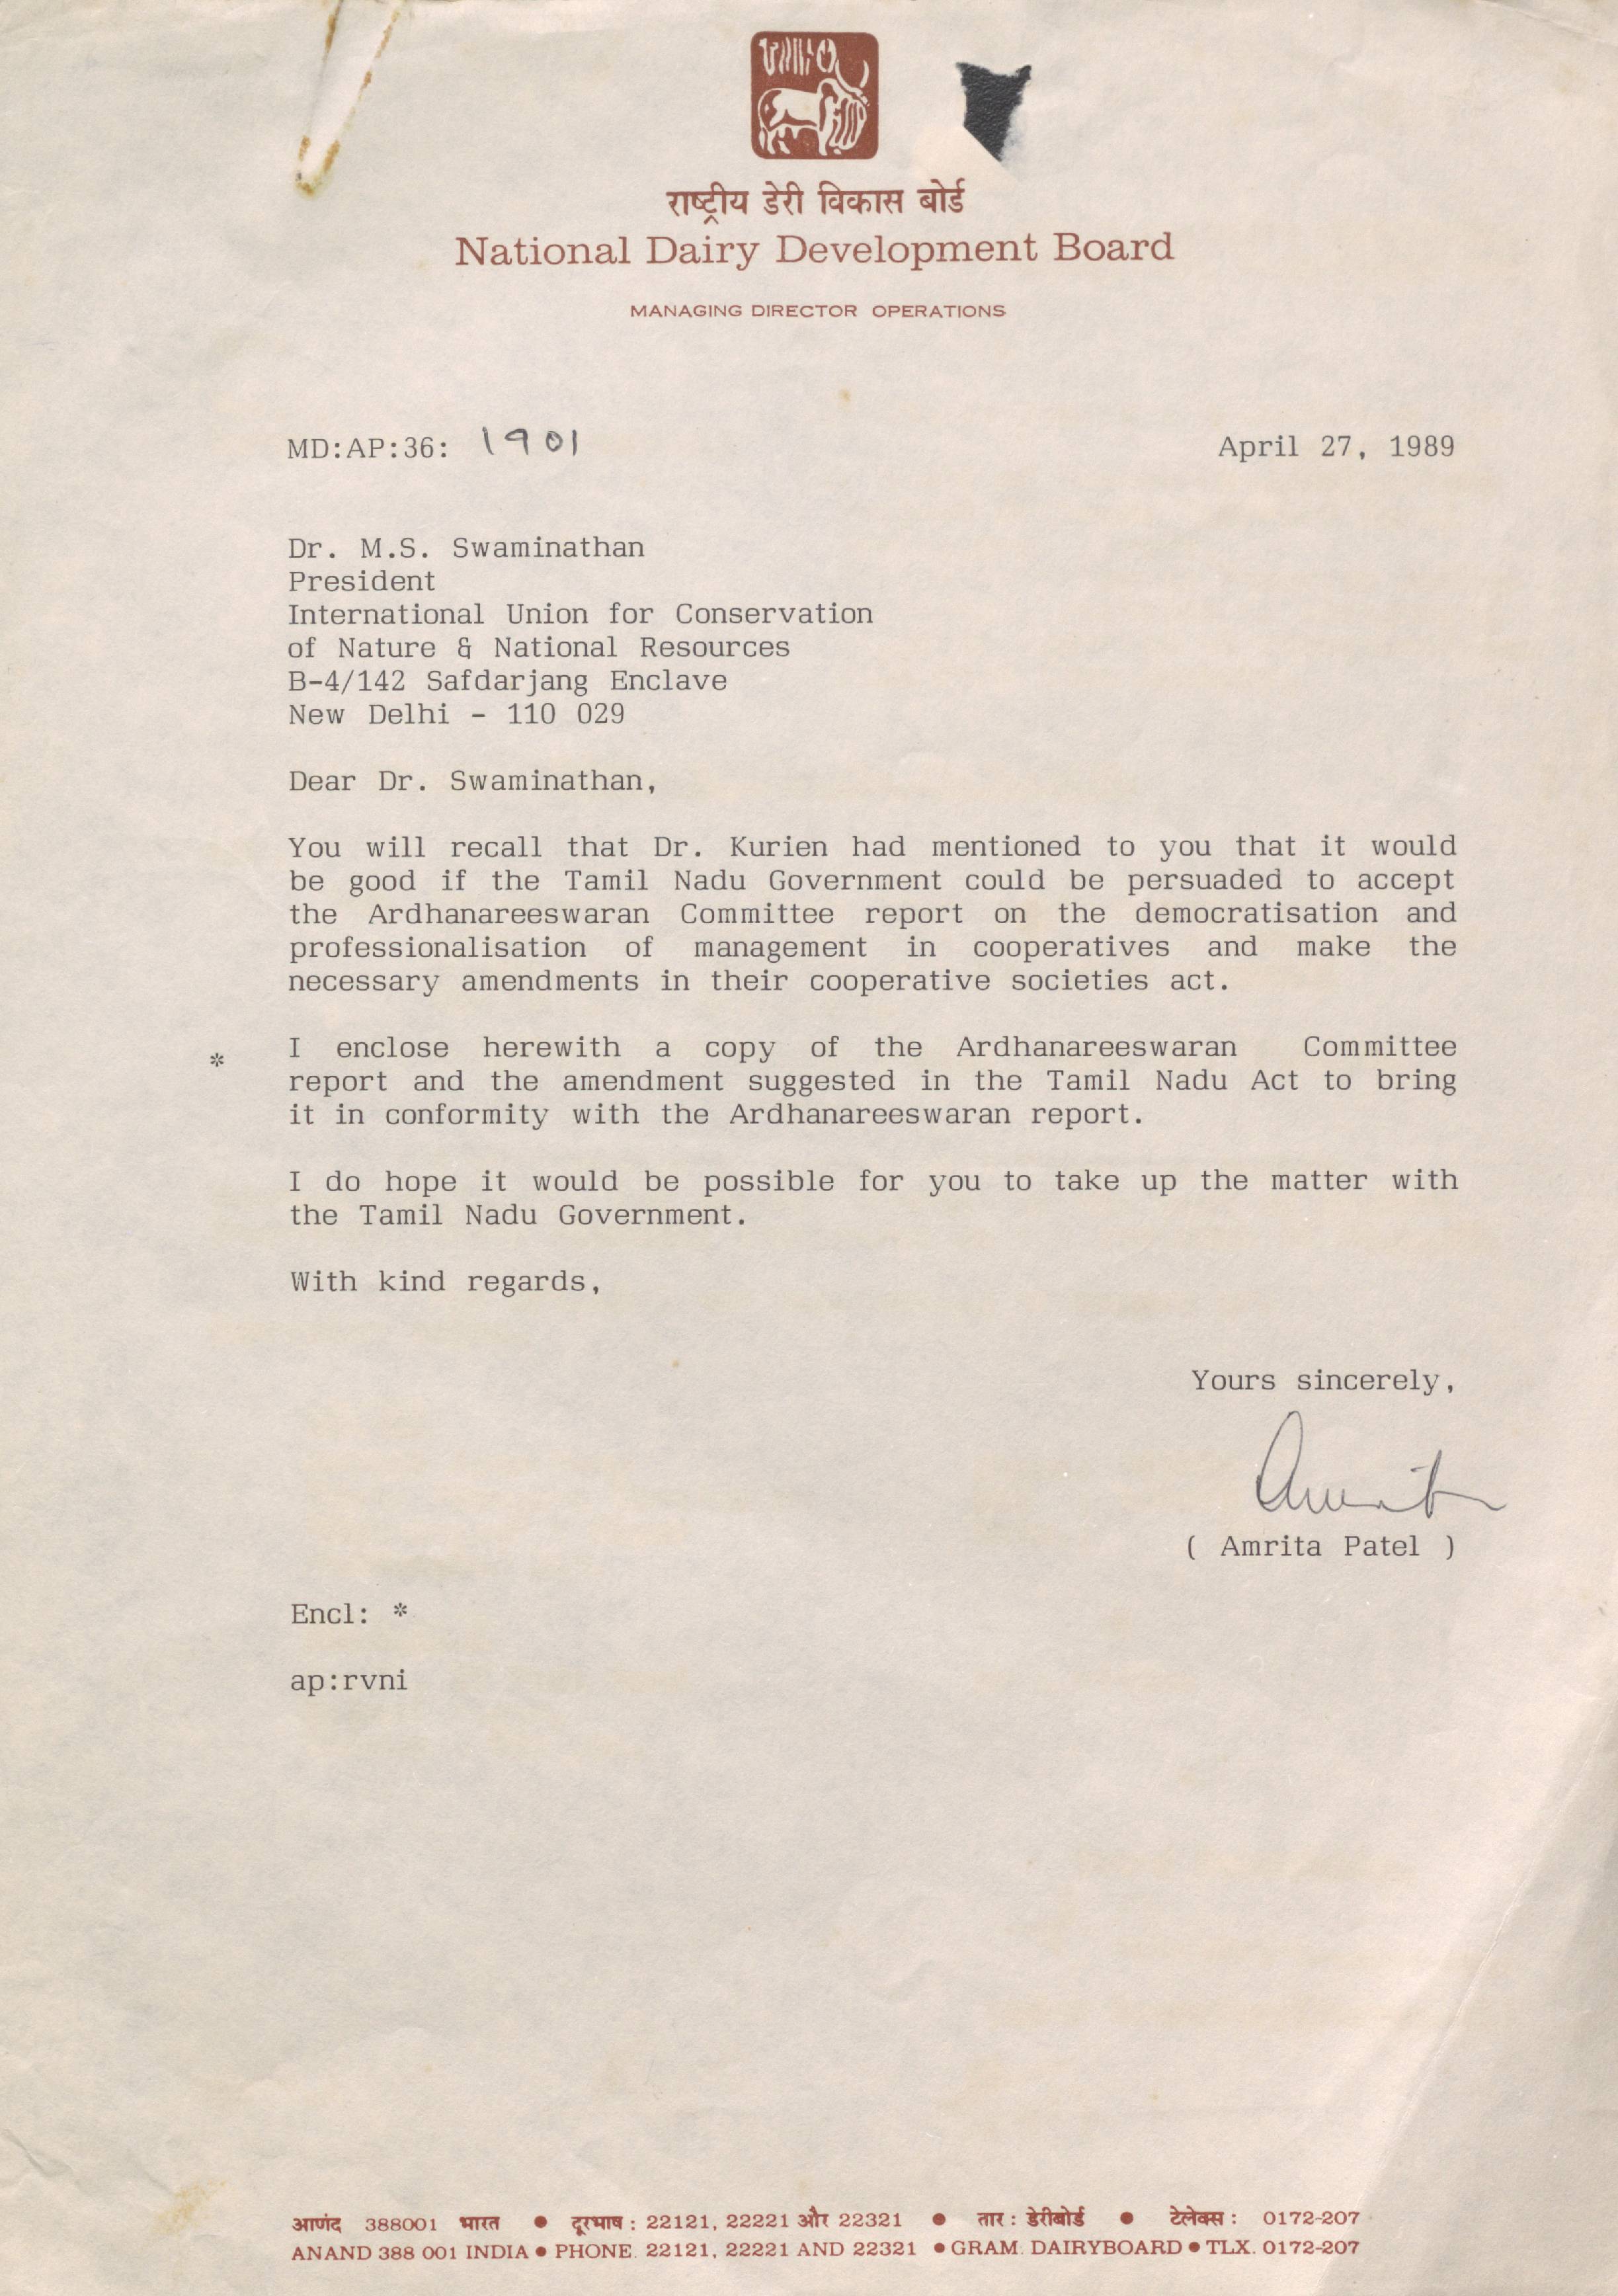 राष्ट्रीय डेरी विकास बोर्ड
National Dairy Development Board
MANAGING DIRECTOR OPERATIONS
MD:AP:36: 1901 April 27, 1989
Dr. M.S. Swaminathan
President
International Union for Conservation
of Nature & National Resources
B-4/142 Safdarjang Enclave
New Delhi - 110 029
Dear Dr. Swaminathan,
You will recall that Dr. Kurien had mentioned to you that it would
be good if the Tamil Nadu Government could be persuaded to accept
the Ardhanareeswaran Committee report on the democratisation and
professionalisation of management in cooperatives and make the
necessary amendments in their cooperative societies act.
* I enclose herewith a copy of the Ardhanareeswaran Committee
report and the amendment suggested in the Tamil Nadu Act to bring
it in conformity with the Ardhanareeswaran report.
I do hope it would be possible for you to take up the matter with
the Tamil Nadu Government.
With kind regards,
Yours sincerely,
Amrita
( Amrita Patel )
Encl: *
ap:rvni
आणंद 388001 भारत ● दूरभाष : 22121, 22221 और 22321 ● तार : डेरीबोर्ड ● टेलेक्स : 0172-207
ANAND 388 001 INDIA ● PHONE. 22121, 22221 AND 22321 ● GRAM. DAIRYBOARD ● TLX. 0172-207